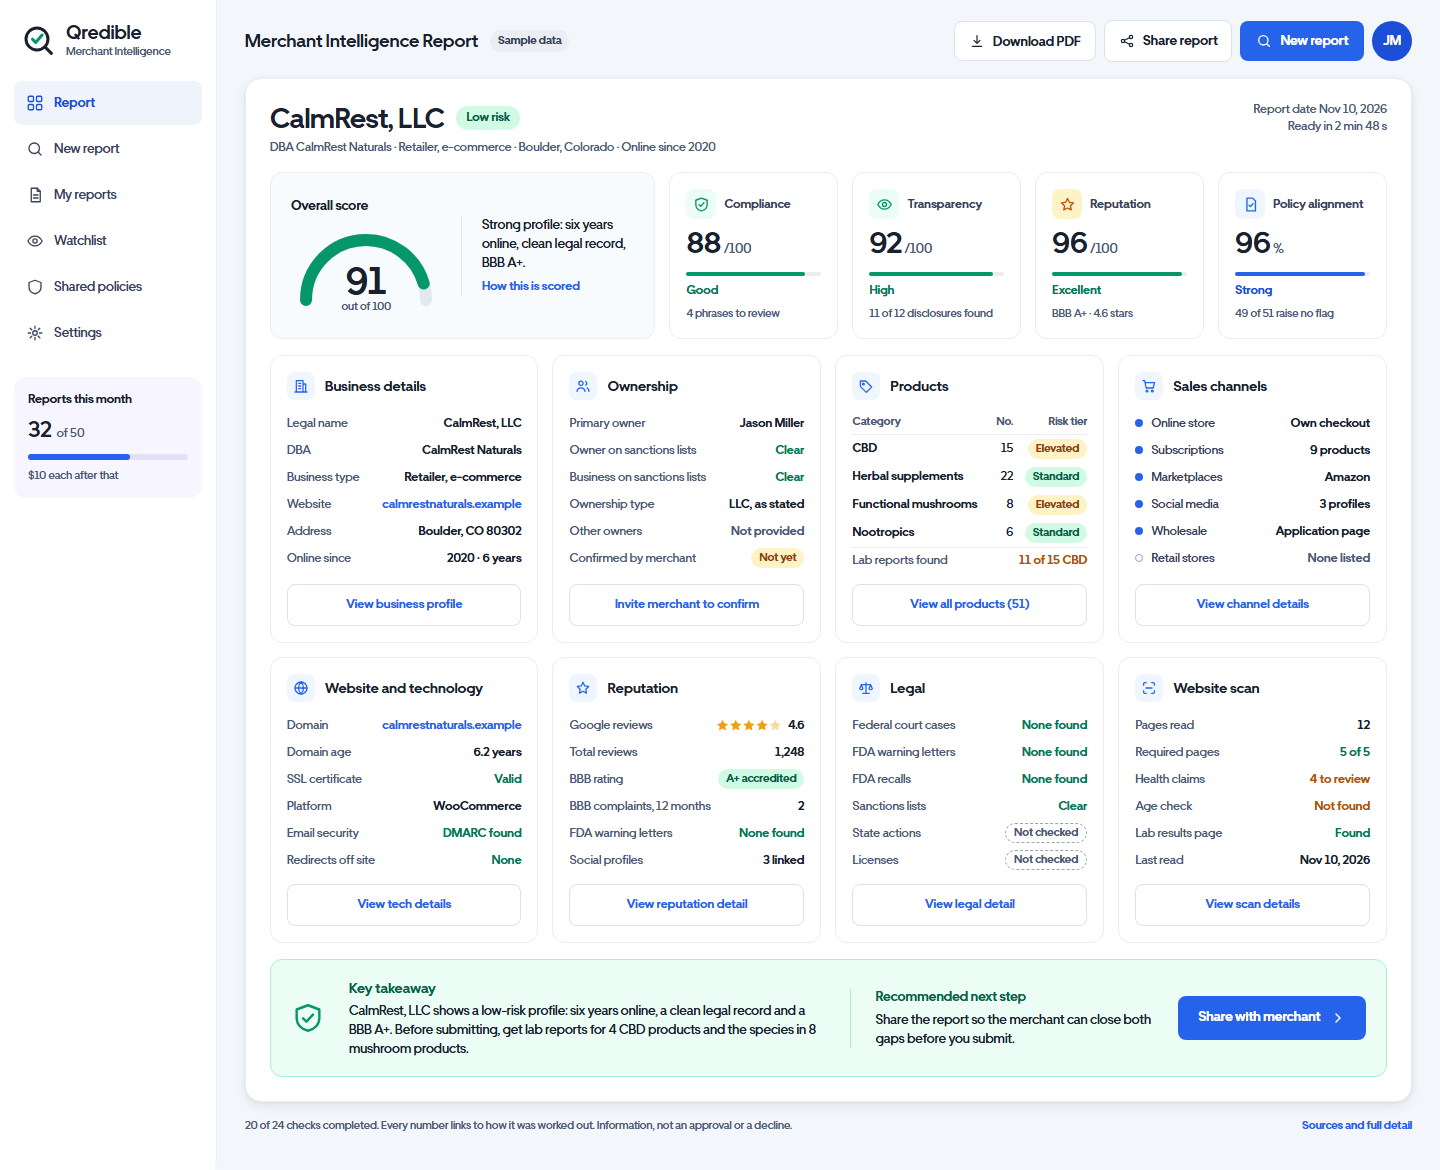 Qredible
Merchant Intelligence
Report
New report
My reports
Watchlist
Shared policies
Settings
Reports this month
32 of 50
$10 each after that
Merchant Intelligence Report Sample data
Download PDF
Share report
New report
JM
CalmRest, LLC Low risk
DBA CalmRest Naturals · Retailer, e-commerce · Boulder, Colorado · Online since 2020
Report date Nov 10, 2026
Ready in 2 min 48 s
Overall score
91
out of 100
Strong profile: six years
online, clean legal record,
BBB A+.
How this is scored
Compliance
88 /100
Good
4 phrases to review
Transparency
92 /100
High
11 of 12 disclosures found
Reputation
96 /100
Excellent
BBB A+ · 4.6 stars
Policy alignment
96 %
Strong
49 of 51 raise no flag
Business details
Legal name CalmRest, LLC
DBA CalmRest Naturals
Business type Retailer, e-commerce
Website calmrestnaturals.example
Address Boulder, CO 80302
Online since 2020 · 6 years
View business profile
Ownership
Primary owner Jason Miller
Owner on sanctions lists Clear
Business on sanctions lists Clear
Ownership type LLC, as stated
Other owners Not provided
Confirmed by merchant Not yet
Invite merchant to confirm
Products
Category No. Risk tier
CBD 15 Elevated
Herbal supplements 22 Standard
Functional mushrooms 8 Elevated
Nootropics 6 Standard
Lab reports found 11 of 15 CBD
View all products (51)
Sales channels
Online store Own checkout
Subscriptions 9 products
Marketplaces Amazon
Social media 3 profiles
Wholesale Application page
Retail stores None listed
View channel details
Website and technology
Domain calmrestnaturals.example
Domain age 6.2 years
SSL certificate Valid
Platform WooCommerce
Email security DMARC found
Redirects off site None
View tech details
Reputation
Google reviews 4.6
Total reviews 1,248
BBB rating A+ accredited
BBB complaints, 12 months 2
FDA warning letters None found
Social profiles 3 linked
View reputation detail
Legal
Federal court cases None found
FDA warning letters None found
FDA recalls None found
Sanctions lists Clear
State actions Not checked
Licenses Not checked
View legal detail
Website scan
Pages read 12
Required pages 5 of 5
Health claims 4 to review
Age check Not found
Lab results page Found
Last read Nov 10, 2026
View scan details
Key takeaway
CalmRest, LLC shows a low-risk profile: six years online, a clean legal record and a
BBB A+. Before submitting, get lab reports for 4 CBD products and the species in 8
mushroom products.
Recommended next step
Share the report so the merchant can close both
gaps before you submit.
Share with merchant
20 of 24 checks completed. Every number links to how it was worked out. Information, not an approval or a decline.
Sources and full detail